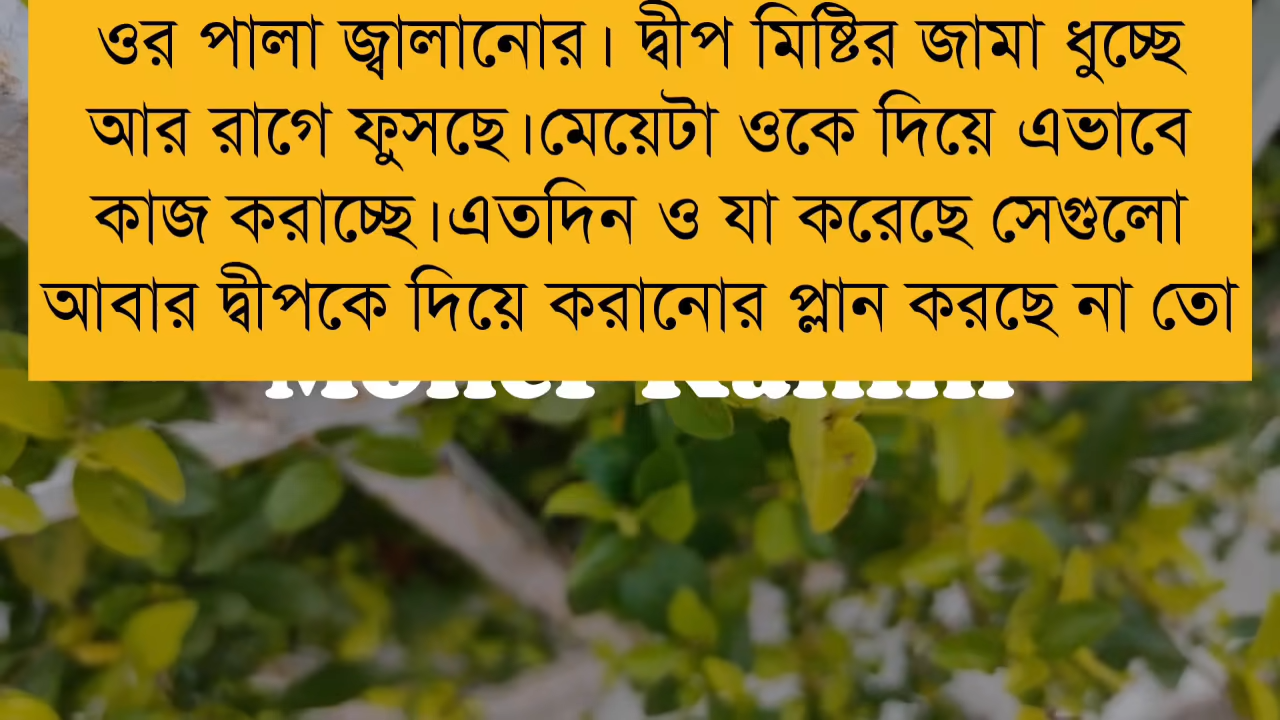 ওর পালা জ্বালানোর। দ্বীপ মিষ্টির জামা ধুচ্ছে
আর রাগে ফুসছে।মেয়েটা ওকে দিয়ে এভাবে
কাজ করাচ্ছে।এতদিন ও যা করেছে সেগুলো
আবার দ্বীপকে দিয়ে করানোর প্লান করছে না তো